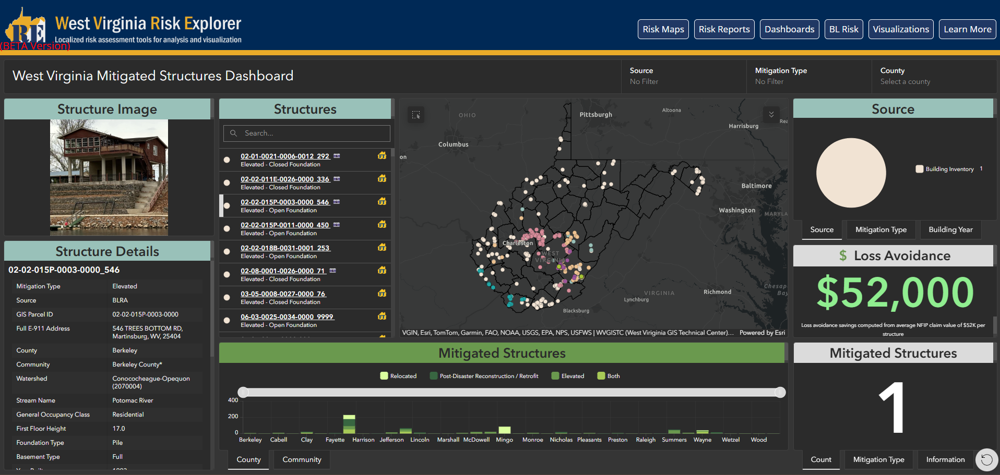 West Virginia Risk Explorer
Localized risk assessment tools for analysis and visualization
RE
(BETA Version)
Risk Maps
Risk Reports
Dashboards
BL Risk
Visualizations
Learn More
West Virginia Mitigated Structures Dashboard
Source
No Filter
Mitigation Type
No Filter
County
Select a county
Structure Image
Structure Details
02-02-015P-0003-0000_546
Mitigation Type Elevated
Source BLRA
GIS Parcel ID 02-02-015P-0003-0000
Full E-911 Address 546 TREES BOTTOM RD,
Martinsburg, WV, 25404
County Berkeley
Community Berkeley County*
Watershed Conococheague-Opequon
(2070004)
Stream Name Potomac River
General Occupancy Class Residential
First Floor Height 17.0
Foundation Type Pile
Basement Type Full
Structures
Search...
02-01-0021-0006-0012_292
Elevated - Closed Foundation
02-02-011E-0026-0000_336
Elevated - Closed Foundation
02-02-015P-0003-0000_546
Elevated - Open Foundation
02-02-015P-0011-0000_450
Elevated - Open Foundation
02-02-018B-0031-0001_253
Elevated - Open Foundation
02-08-0001-0026-0000_71
Elevated - Closed Foundation
03-05-0008-0027-0000_76
Elevated - Closed Foundation
06-03-0025-0034-0000_9999
Elevated - Open Foundation
OHIO
Pittsburgh
Altoona
Harrisburg
Rea
Columbus
on
Baltimore
Washington
MARYLA
Charleston
WEST
VIRGINIA
VIRGINIA
Richmond
Chesap
Bay
Lynchburg
Blacksburg
VGIN, Esri, TomTom, Garmin, FAO, NOAA, USGS, EPA, NPS, USFWS | WVGISTC (West Virginia GIS Technical Center)... Powered by Esri
Mitigated Structures
Relocated Post-Disaster Reconstruction / Retrofit Elevated Both
400
200
0
Berkeley Cabell Clay Fayette Harrison Jefferson Lincoln Marshall McDowell Mingo Monroe Nicholas Pleasants Preston Raleigh Summers Wayne Wetzel Wood
County Community
Source
Building Inventory 1
Source Mitigation Type Building Year
$ Loss Avoidance
$52,000
Loss avoidance savings computed from average NFIP claim value of $52K per
structure
Mitigated Structures
1
Count Mitigation Type Information